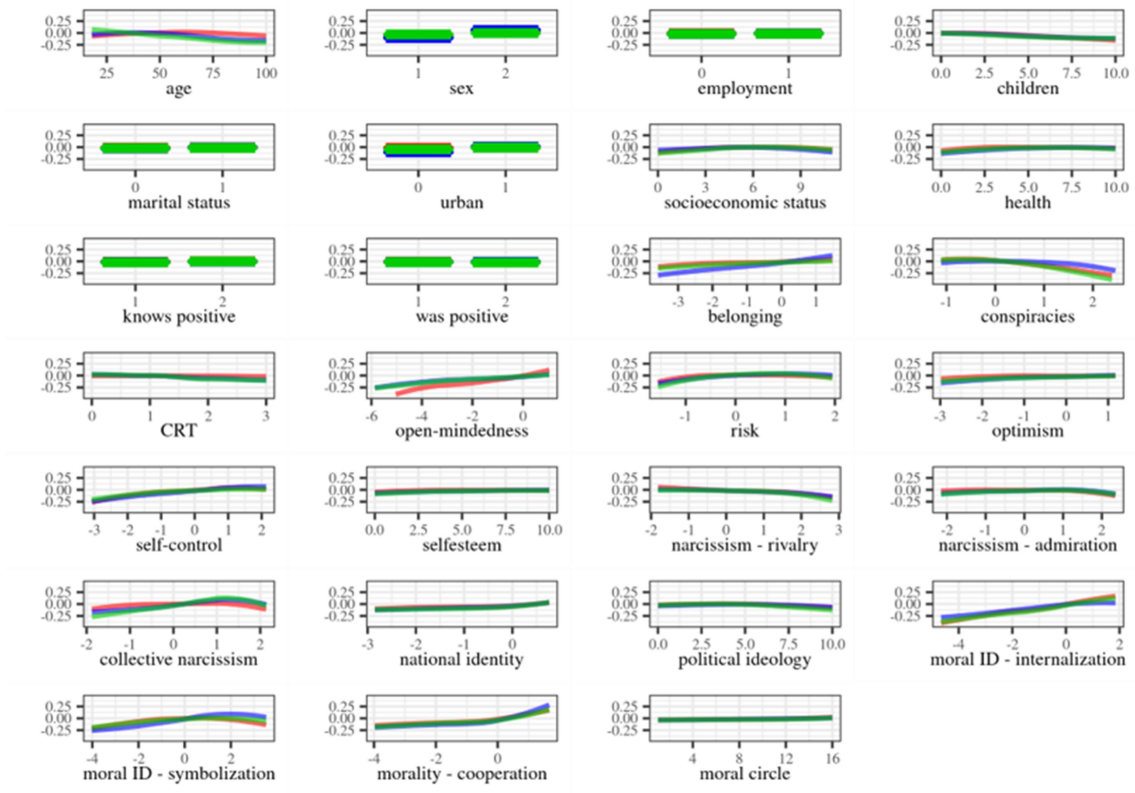 0.25
0.00
-0.25
25 50 75 100
age
0.25
0.00
-0.25
1 2
sex
0.25
0.00
-0.25
0 1
employment
0.25
0.00
-0.25
0.0 2.5 5.0 7.5 10.0
children
0.25
0.00
-0.25
0 1
marital status
0.25
0.00
-0.25
0 1
urban
0.25
0.00
-0.25
0 3 6 9
socioeconomic status
0.25
0.00
-0.25
0.0 2.5 5.0 7.5 10.0
health
0.25
0.00
-0.25
1 2
knows positive
0.25
0.00
-0.25
1 2
was positive
0.25
0.00
-0.25
-3 -2 -1 0 1
belonging
0.25
0.00
-0.25
-1 0 1 2
conspiracies
0.25
0.00
-0.25
0 1 2 3
CRT
0.25
0.00
-0.25
-6 -4 -2 0
open-mindedness
0.25
0.00
-0.25
-1 0 1 2
risk
0.25
0.00
-0.25
-3 -2 -1 0 1
optimism
0.25
0.00
-0.25
-3 -2 -1 0 1 2
self-control
0.25
0.00
-0.25
0.0 2.5 5.0 7.5 10.0
selfesteem
0.25
0.00
-0.25
-2 -1 0 1 2 3
narcissism - rivalry
0.25
0.00
-0.25
-2 -1 0 1 2
narcissism - admiration
0.25
0.00
-0.25
-2 -1 0 1 2
collective narcissism
0.25
0.00
-0.25
-3 -2 -1 0
national identity
0.25
0.00
-0.25
0.0 2.5 5.0 7.5 10.0
political ideology
0.25
0.00
-0.25
-4 -2 0 2
moral ID - internalization
0.25
0.00
-0.25
-4 -2 0 2
moral ID - symbolization
0.25
0.00
-0.25
-4 -2 0
morality - cooperation
0.25
0.00
-0.25
4 8 12 16
moral circle